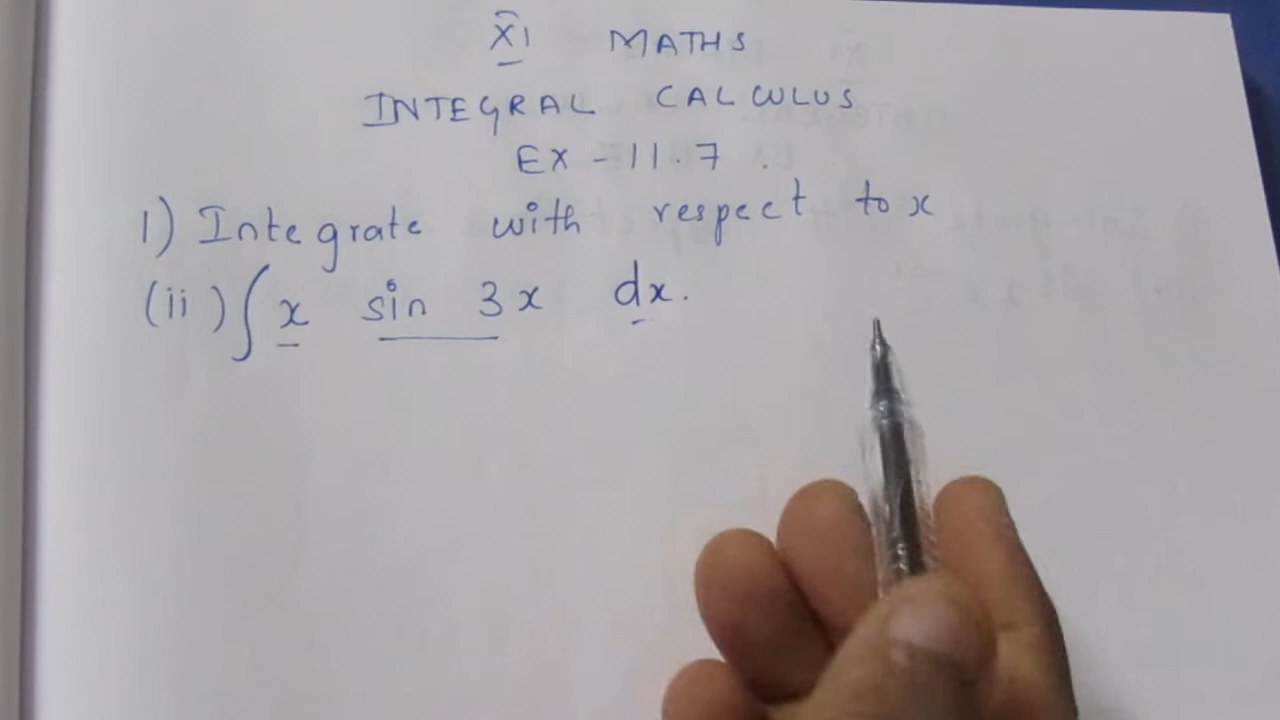 XI MATHS
INTEGRAL CALCULUS
EX - 11.7
1) Integrate with respect to x
(ii) ∫ x sin 3x dx.